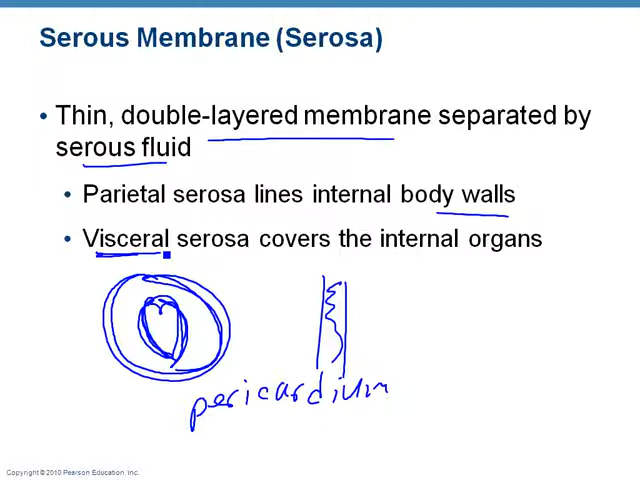 Serous Membrane (Serosa)
• Thin, double-layered membrane separated by
serous fluid
• Parietal serosa lines internal body walls
• Visceral serosa covers the internal organs
pericardium
Copyright © 2010 Pearson Education, Inc.